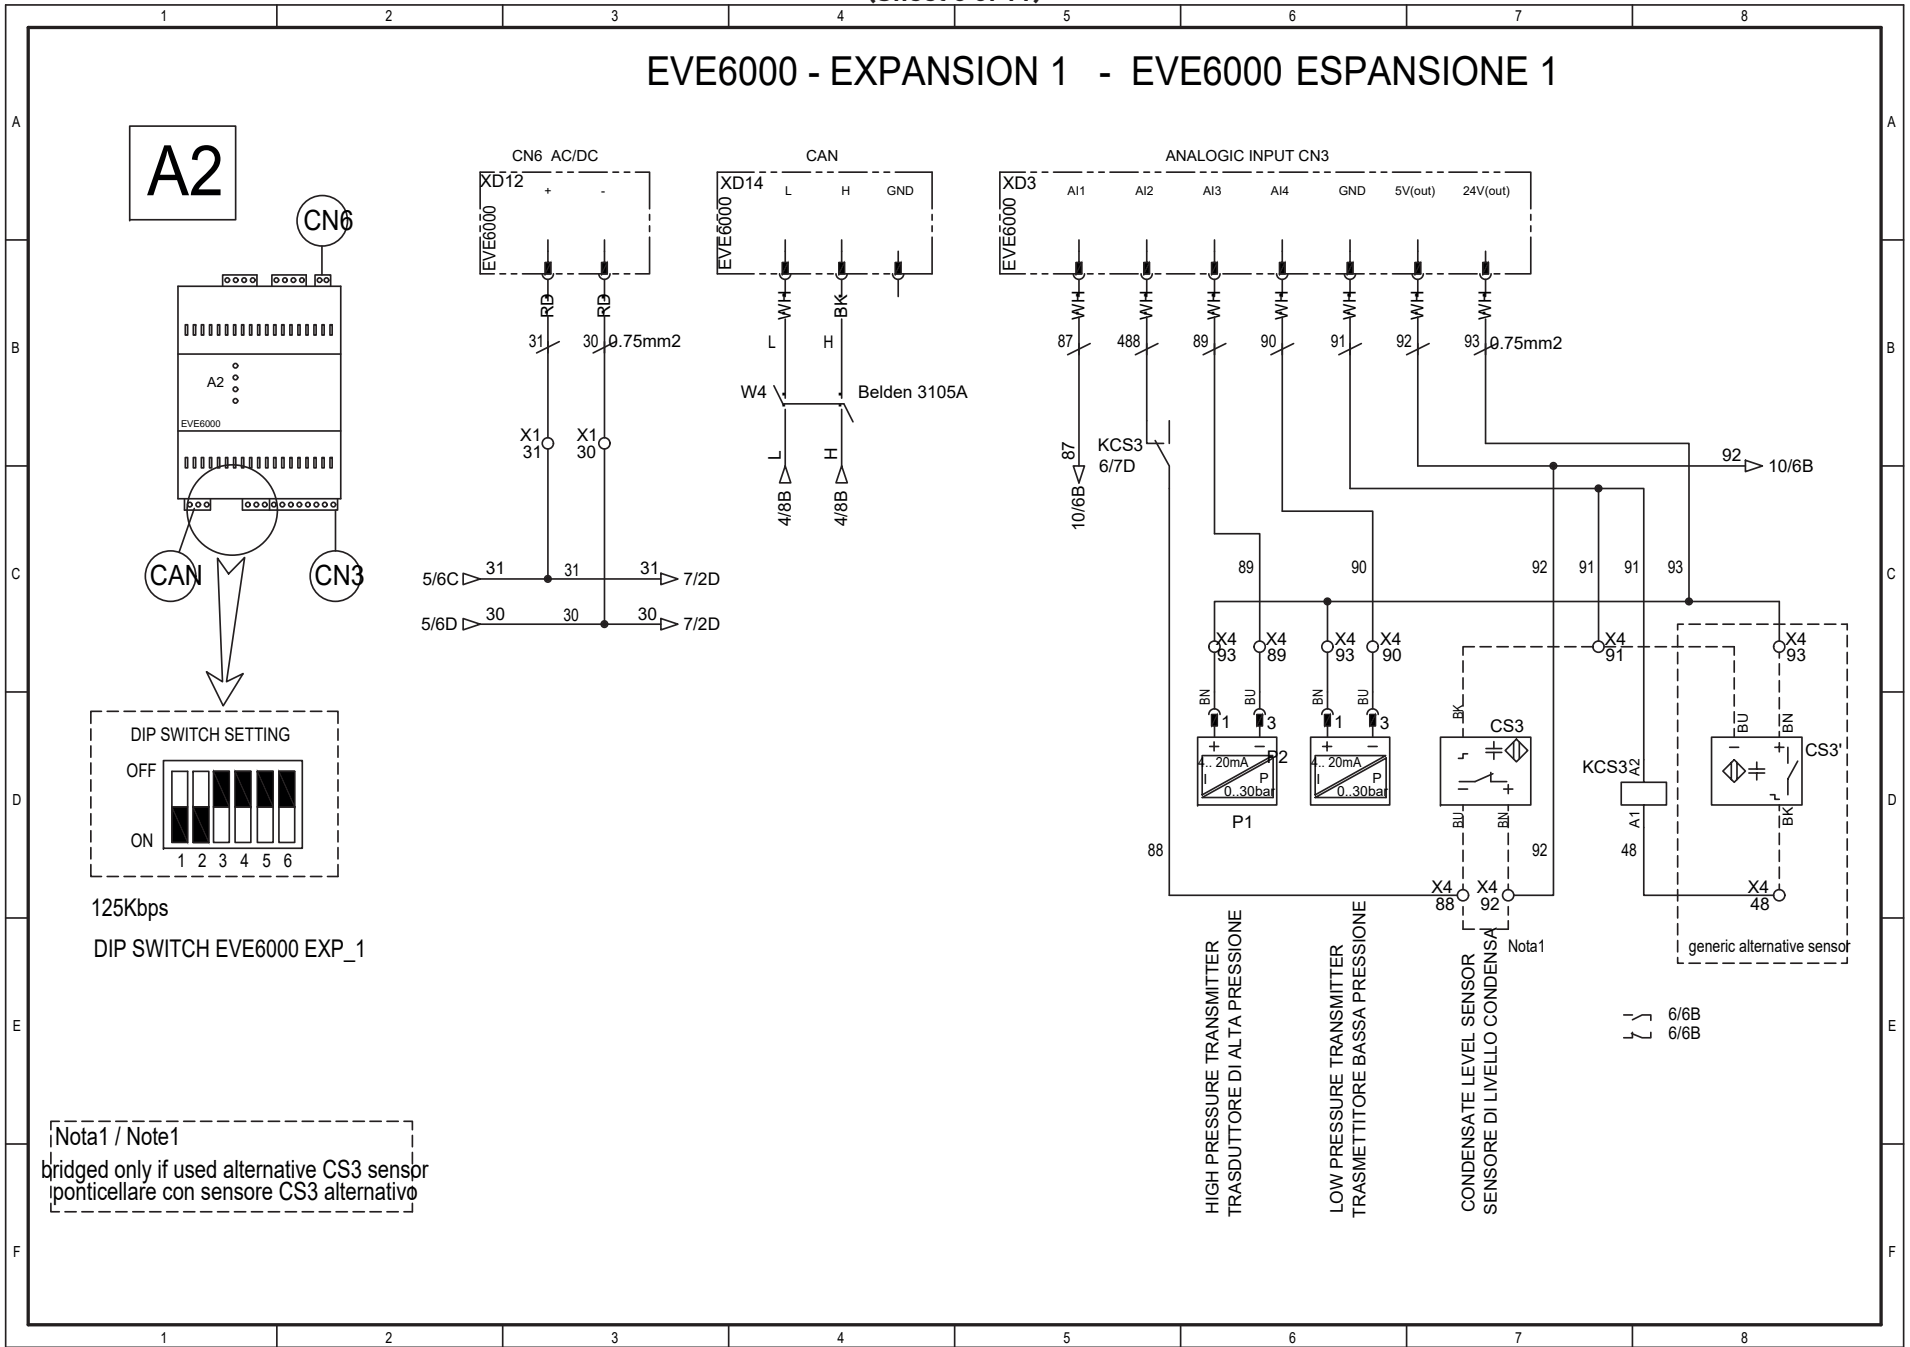 1 2 3 4 5 6 7 8
EVE6000 - EXPANSION 1 - EVE6000 ESPANSIONE 1
A
A
A2
CN6
CN6 AC/DC
XD12
+ -
EVE6000
CAN
XD14
L H GND
EVE6000
ANALOGIC INPUT CN3
XD3
AI1 AI2 AI3 AI4 GND 5V(out) 24V(out)
EVE6000
RD RD
WH BK
WH WH WH WH WH WH WH
B
B
31 30 0.75mm2
L H
87 488 89 90 91 92 93 0.75mm2
A2
EVE6000
W4
Belden 3105A
X1
31
X1
30
L H
4/8B 4/8B
87
10/6B
KCS3
6/7D
92 10/6B
C
C
CAN
CN3
5/6C 31 31 31 7/2D
5/6D 30 30 30 7/2D
89 90 92 91 91 93
X4
93
X4
89
X4
93
X4
90
X4
91
X4
93
BN BU BN BU BK BU BN
1 3 1 3
DIP SWITCH SETTING
OFF
ON
1 2 3 4 5 6
125Kbps
DIP SWITCH EVE6000 EXP_1
D
D
+ -
4.. 20mA
I P
0..30bar
P2
P1
+ -
4.. 20mA
I P
0..30bar
CS3
- +
BU BN
KCS3
A2
A1
- +
CS3'
BK
88 92 48
X4
88
X4
92
X4
48
Nota1
generic alternative sensor
HIGH PRESSURE TRANSMITTER
TRASDUTTORE DI ALTA PRESSIONE
LOW PRESSURE TRANSMITTER
TRASMETTITORE BASSA PRESSIONE
CONDENSATE LEVEL SENSOR
SENSORE DI LIVELLO CONDENSA
E
E
6/6B
6/6B
Nota1 / Note1
bridged only if used alternative CS3 sensor
ponticellare con sensore CS3 alternativo
F
F
1 2 3 4 5 6 7 8